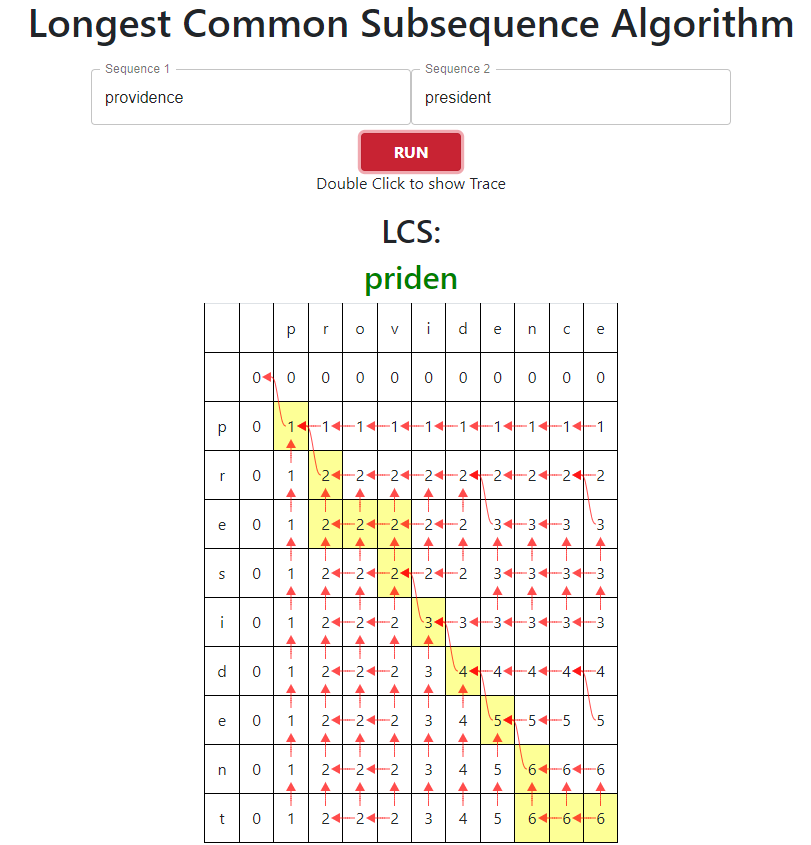 Longest Common Subsequence Algorithm
Sequence 1 Sequence 2
providence president
RUN
Double Click to show Trace
LCS:
priden
p r o v i d e n c e
0 0 0 0 0 0 0 0 0 0 0
p 0 1 1 1 1 1 1 1 1 1 1
r 0 1 2 2 2 2 2 2 2 2 2
e 0 1 2 2 2 2 2 3 3 3 3
s 0 1 2 2 2 2 2 3 3 3 3
i 0 1 2 2 2 3 3 3 3 3 3
d 0 1 2 2 2 3 4 4 4 4 4
e 0 1 2 2 2 3 4 5 5 5 5
n 0 1 2 2 2 3 4 5 6 6 6
t 0 1 2 2 2 3 4 5 6 6 6